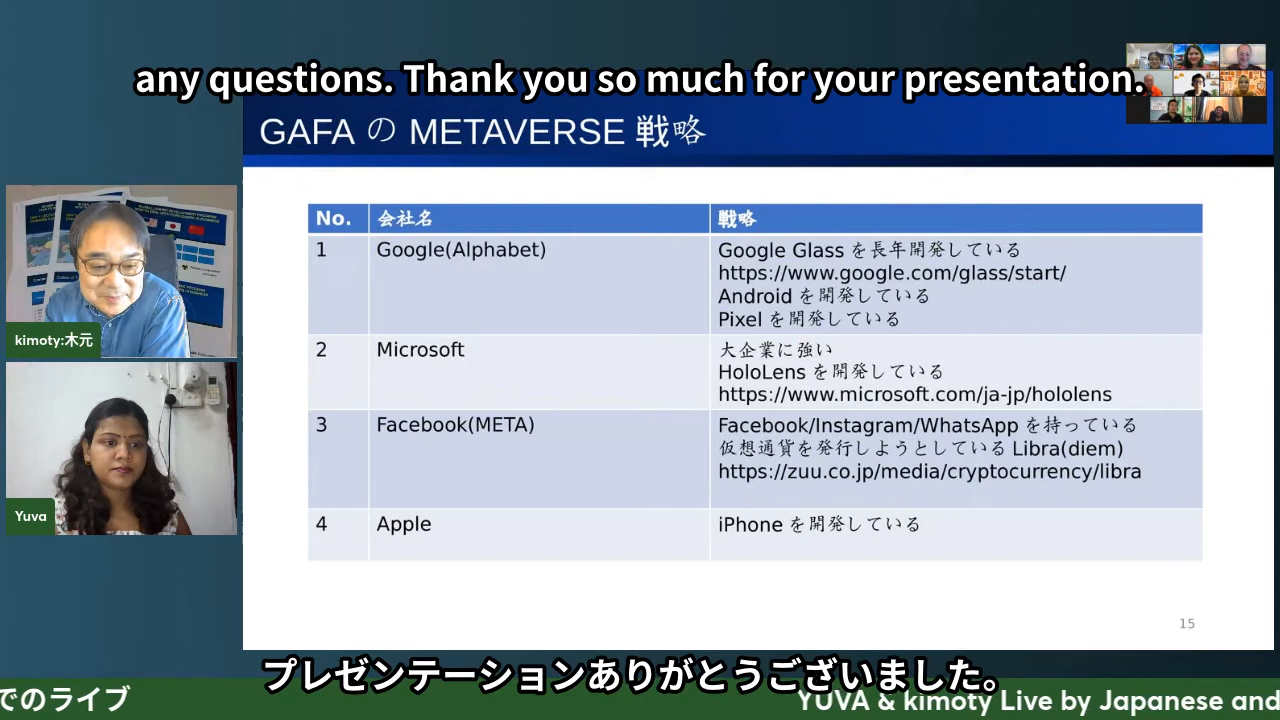 any questions. Thank you so much for your presentation.
GAFA の METAVERSE 戦略
No. 会社名 戦略
1 Google(Alphabet) Google Glass を長年開発している
https://www.google.com/glass/start/
Android を開発している
Pixel を開発している
2 Microsoft 大企業に強い
HoloLens を開発している
https://www.microsoft.com/ja-jp/hololens
3 Facebook(META) Facebook/Instagram/WhatsApp を持っている
仮想通貨を発行しようとしている Libra(diem)
https://zuu.co.jp/media/cryptocurrency/libra
4 Apple iPhone を開発している
15
kimoty:木元
Yuva
プレゼンテーションありがとうございました。
でのライブ
YUVA & kimoty Live by Japanese and